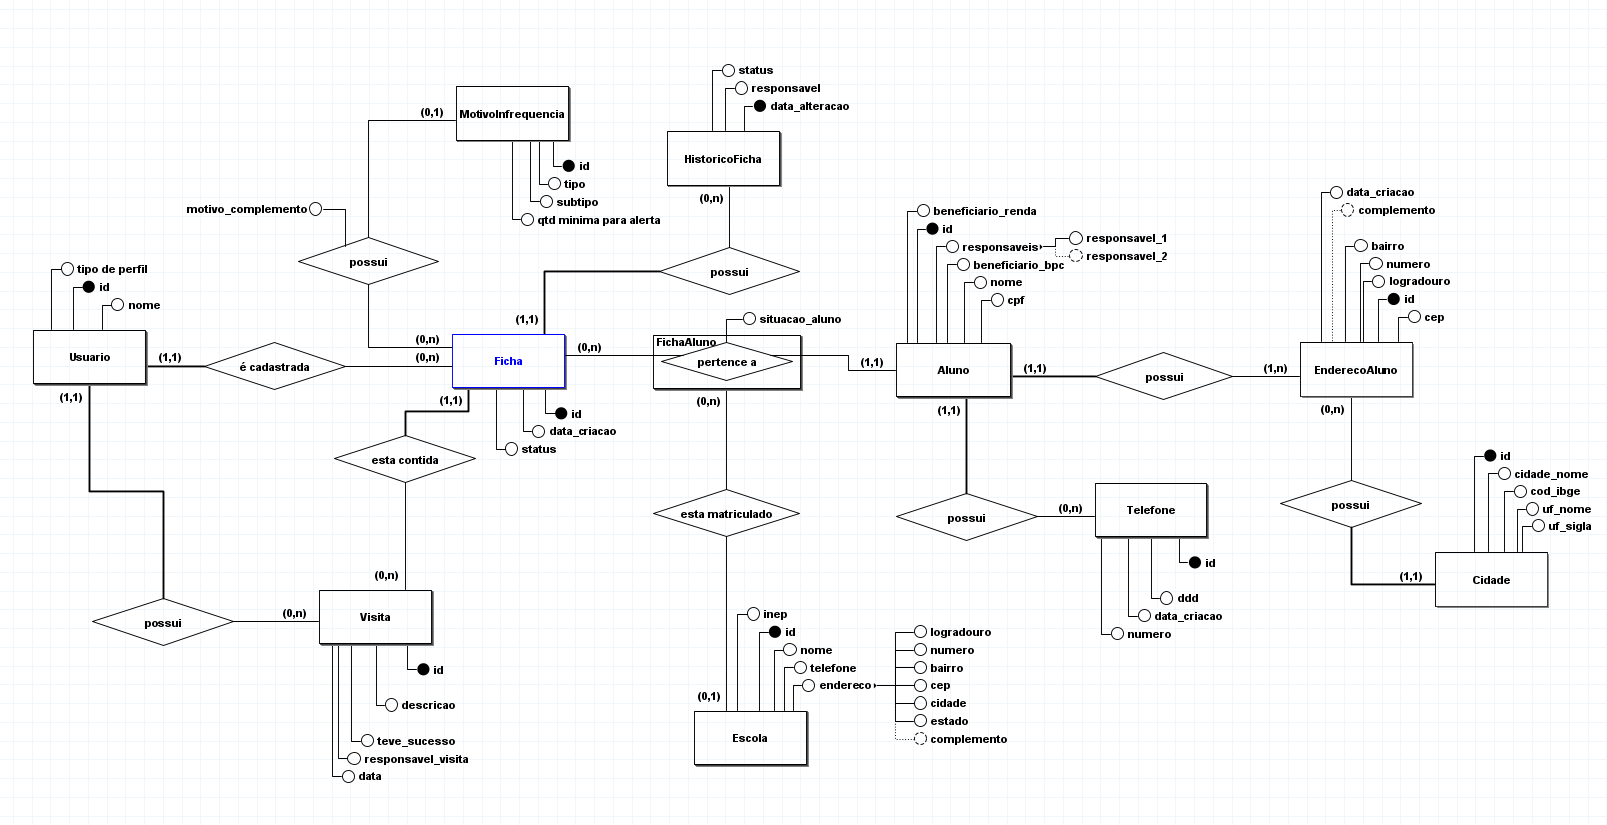 status
responsavel
data_alteracao
HistoricoFicha
(0,n)
possui
(1,1)
(0,1)
MotivoInfrequencia
id
tipo
subtipo
qtd minima para alerta
motivo_complemento
possui
(0,n)
tipo de perfil
id
nome
Usuario
(1,1)
é cadastrada
(0,n)
Ficha
(0,n)
id
data_criacao
status
situacao_aluno
FichaAluno
pertence a
(1,1)
(0,n)
beneficiario_renda
id
responsaveis
responsavel_1
responsavel_2
beneficiario_bpc
nome
cpf
Aluno
(1,1)
possui
(1,n)
data_criacao
complemento
bairro
numero
logradouro
id
cep
EnderecoAluno
(0,n)
possui
(1,1)
id
cidade_nome
cod_ibge
uf_nome
uf_sigla
Cidade
(1,1)
possui
(0,n)
Telefone
id
ddd
data_criacao
numero
(1,1)
esta contida
(0,n)
(1,1)
possui
(0,n)
Visita
id
descricao
teve_sucesso
responsavel_visita
data
esta matriculado
(0,1)
inep
id
nome
telefone
endereco
logradouro
numero
bairro
cep
cidade
estado
complemento
Escola